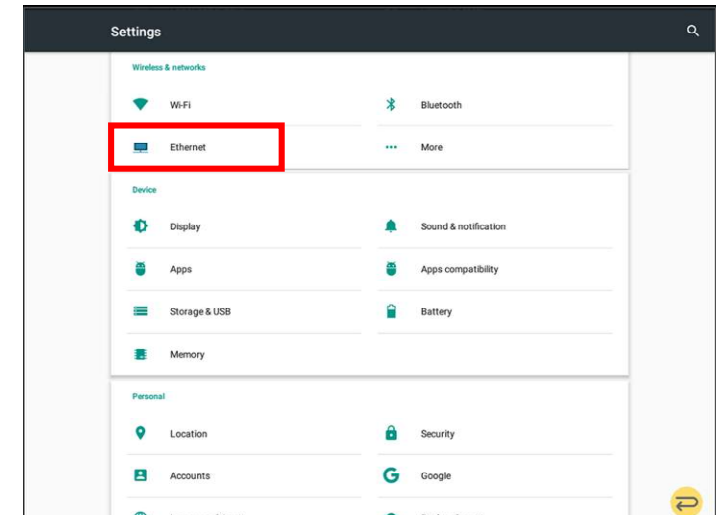 Settings
Wireless & networks
Wi-Fi
Bluetooth
Ethernet
More
Device
Display
Sound & notification
Apps
Apps compatibility
Storage & USB
Battery
Memory
Personal
Location
Security
Accounts
Google